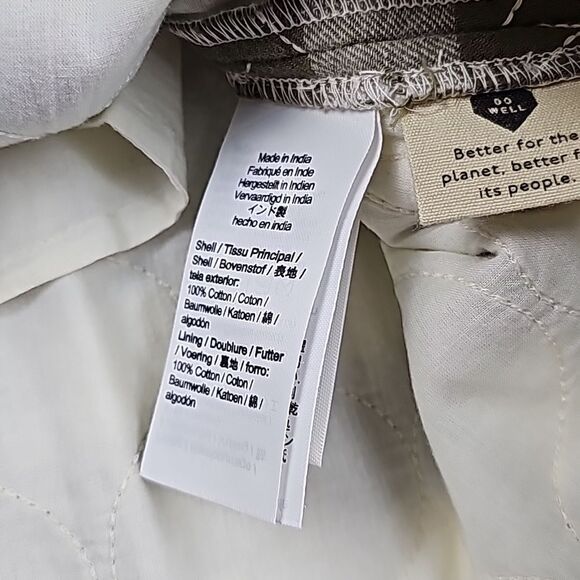 Made in India
Fabriqué en Inde
Hergestellt in Indien
Vervaardigd in India
インド製
hecho en india
Shell / Tissu Principal /
Shell / Bovenstof / 表地 /
tela exterior:
100% Cotton / Coton /
Baumwolle / Katoen / 綿 /
algodón
Lining / Doublure / Futter
/ Voering / 裏地 / forro:
100% Cotton / Coton /
Baumwolle / Katoen / 綿 /
algodón
DO
WELL
Better for the
planet, better f
its people.